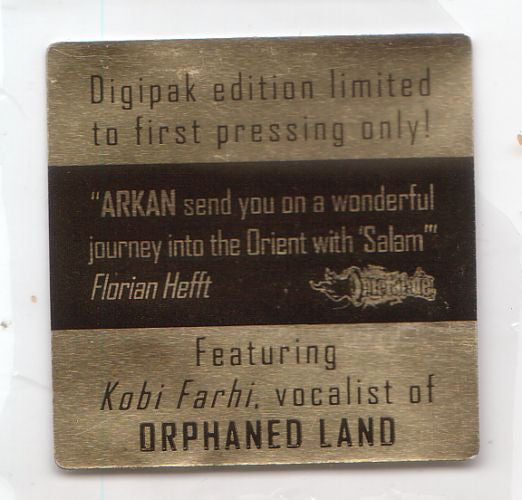 Digipak edition limited
to first pressing only!
"ARKAN send you on a wonderful
journey into the Orient with 'Salam'"
Florian Hefft
Featuring
Kobi Farhi, vocalist of
ORPHANED LAND